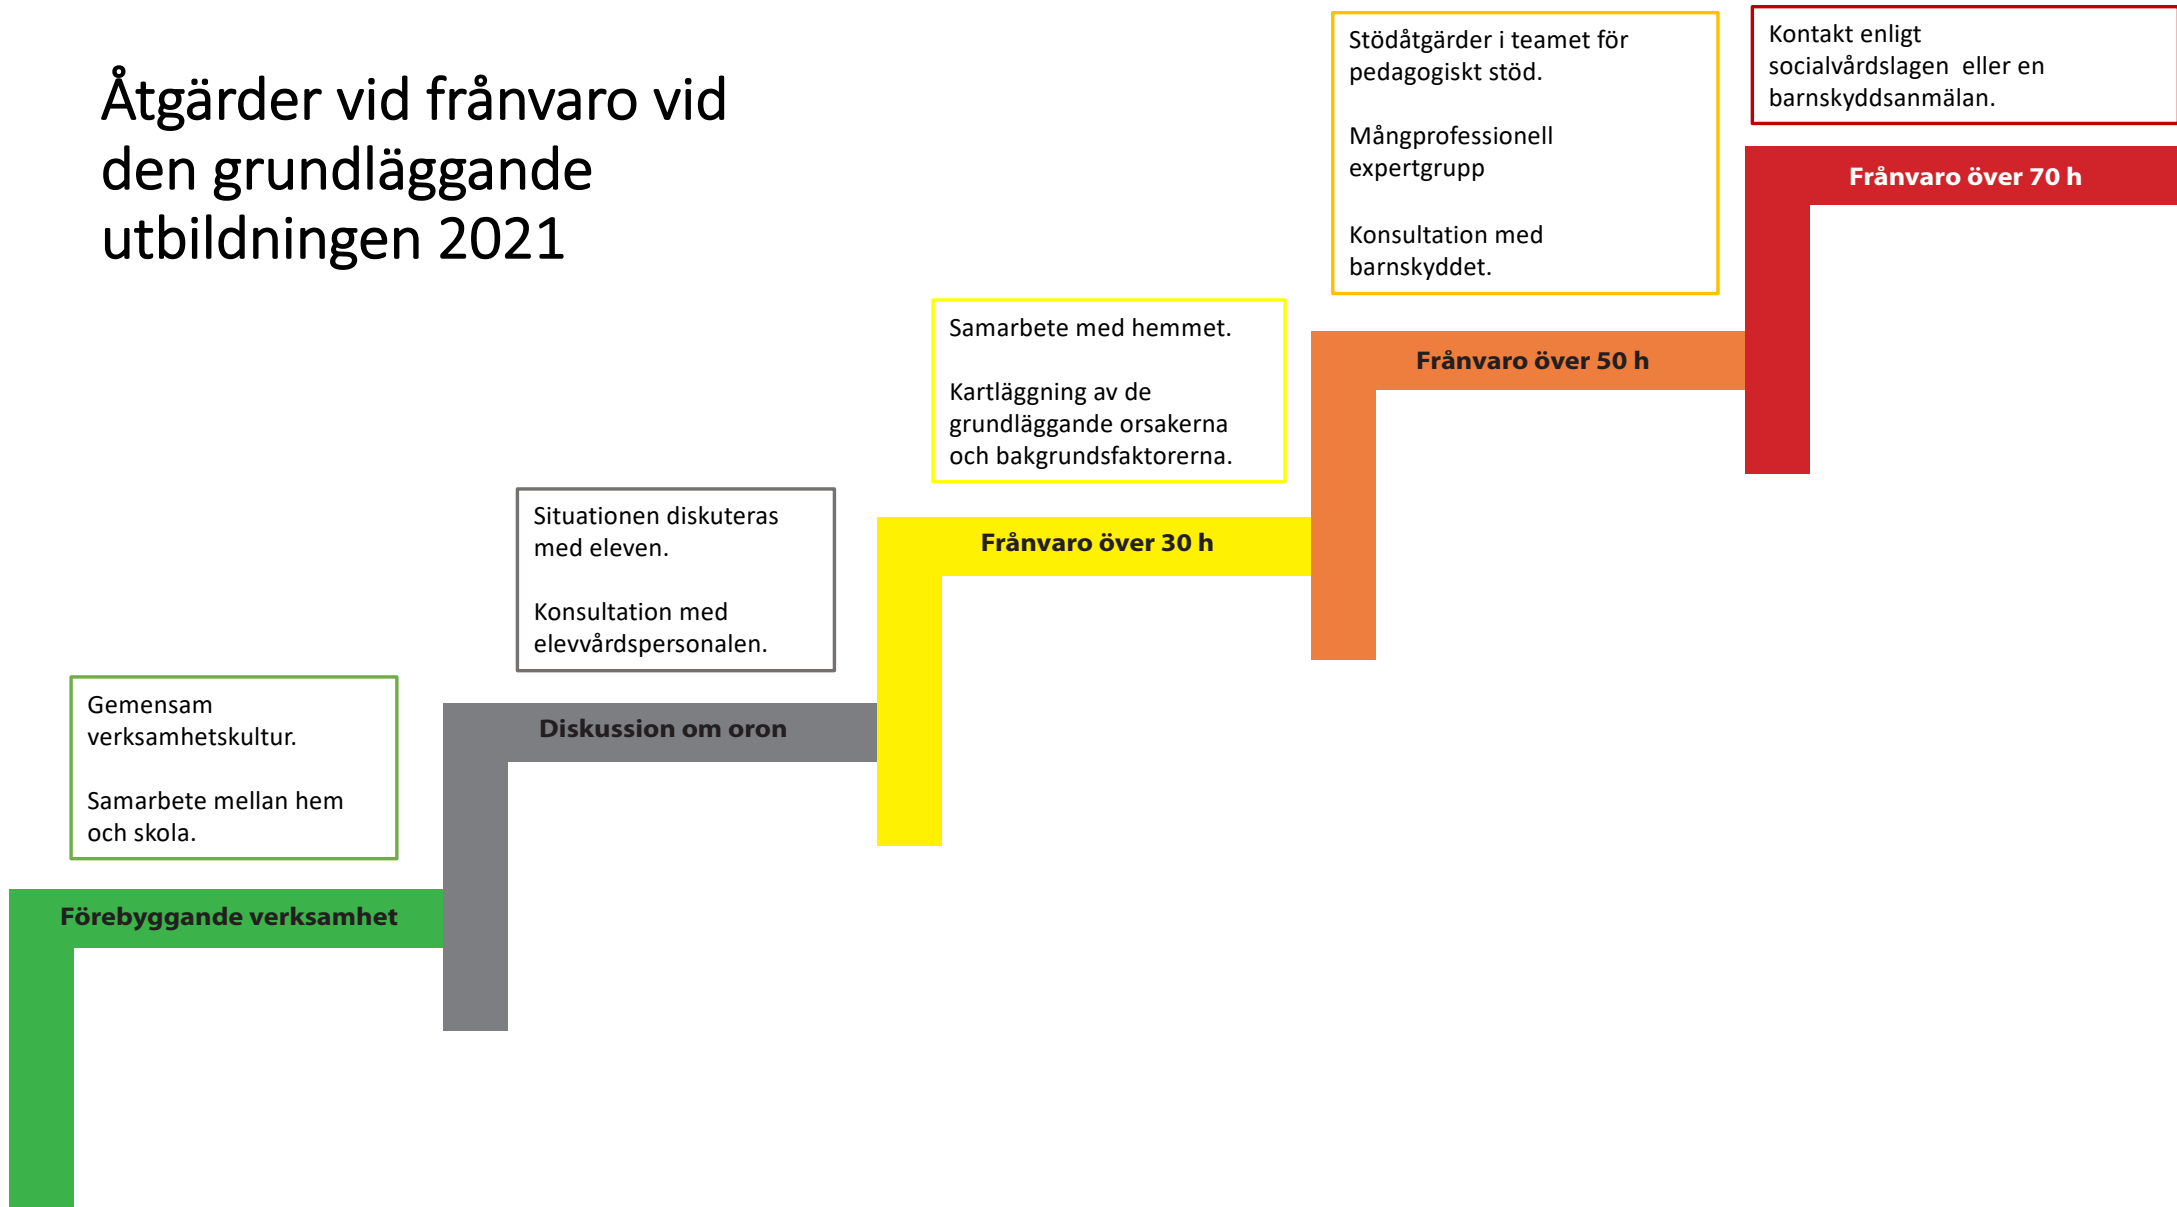 Åtgärder vid frånvaro vid
den grundläggande
utbildningen 2021
Gemensam
verksamhetskultur.
Samarbete mellan hem
och skola.
Förebyggande verksamhet
Situationen diskuteras
med eleven.
Konsultation med
elevvårdspersonalen.
Diskussion om oron
Samarbete med hemmet.
Kartläggning av de
grundläggande orsakerna
och bakgrundsfaktorerna.
Frånvaro över 30 h
Stödåtgärder i teamet för
pedagogiskt stöd.
Mångprofessionell
expertgrupp
Konsultation med
barnskyddet.
Frånvaro över 50 h
Kontakt enligt
socialvårdslagen  eller en
barnskyddsanmälan.
Frånvaro över 70 h